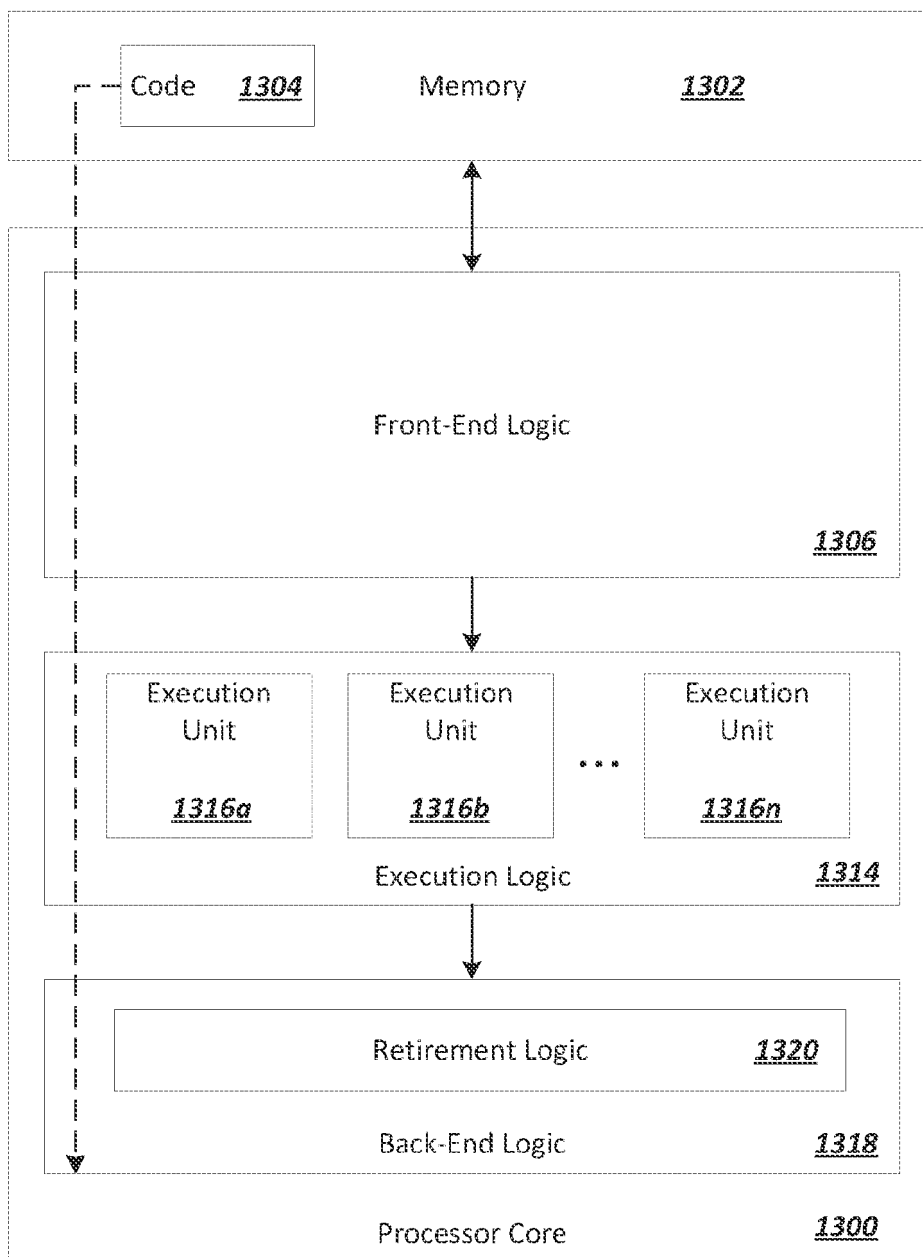 Code 1304 Memory 1302
Front-End Logic
1306
Execution Execution Execution
Unit Unit ... Unit
1316a 1316b 1316n
Execution Logic 1314
Retirement Logic 1320
Back-End Logic 1318
Processor Core 1300